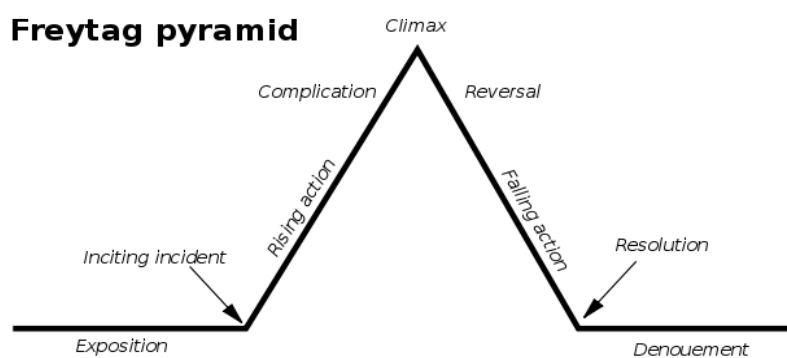 Freytag pyramid
Climax
Complication
Reversal
Rising action
Falling action
Inciting incident
Resolution
Exposition
Denouement